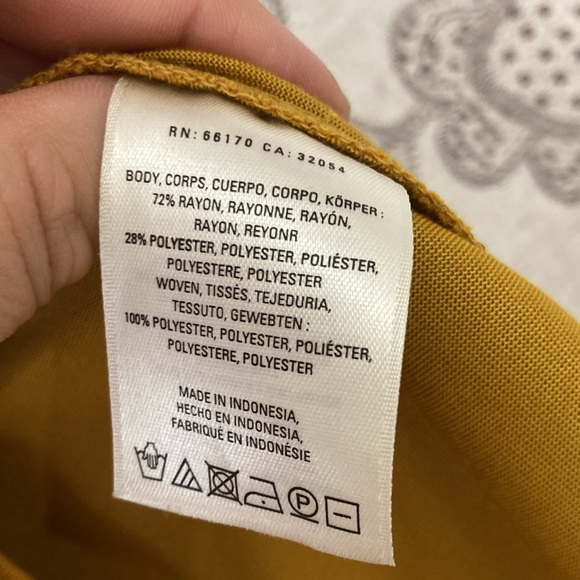 RN: 66170 CA: 32054
BODY, CORPS, CUERPO, CORPO, KÖRPER :
72% RAYON, RAYONNE, RAYÓN,
RAYON, REYONR
28% POLYESTER, POLYESTER, POLIÉSTER,
POLYESTERE, POLYESTER
WOVEN, TISSÉS, TEJEDURIA,
TESSUTO, GEWEBTEN :
100% POLYESTER, POLYESTER, POLIÉSTER,
POLYESTERE, POLYESTER
MADE IN INDONESIA,
HECHO EN INDONESIA,
FABRIQUÉ EN INDONÉSIE
P